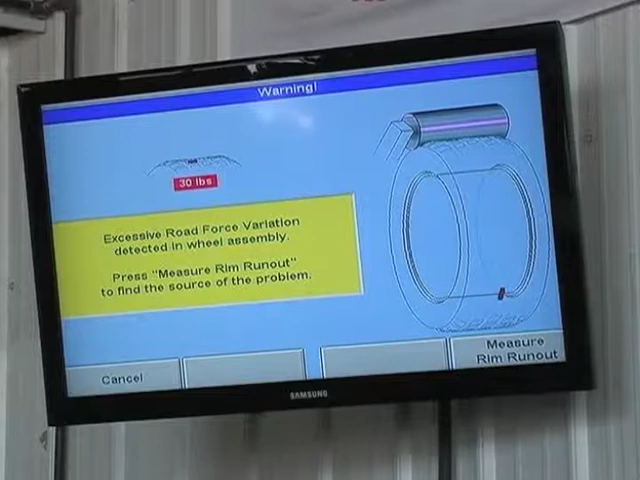 Warning!
30 lbs
Excessive Road Force Variation
detected in wheel assembly.
Press "Measure Rim Runout"
to find the source of the problem.
Cancel
Measure
Rim Runout
SAMSUNG